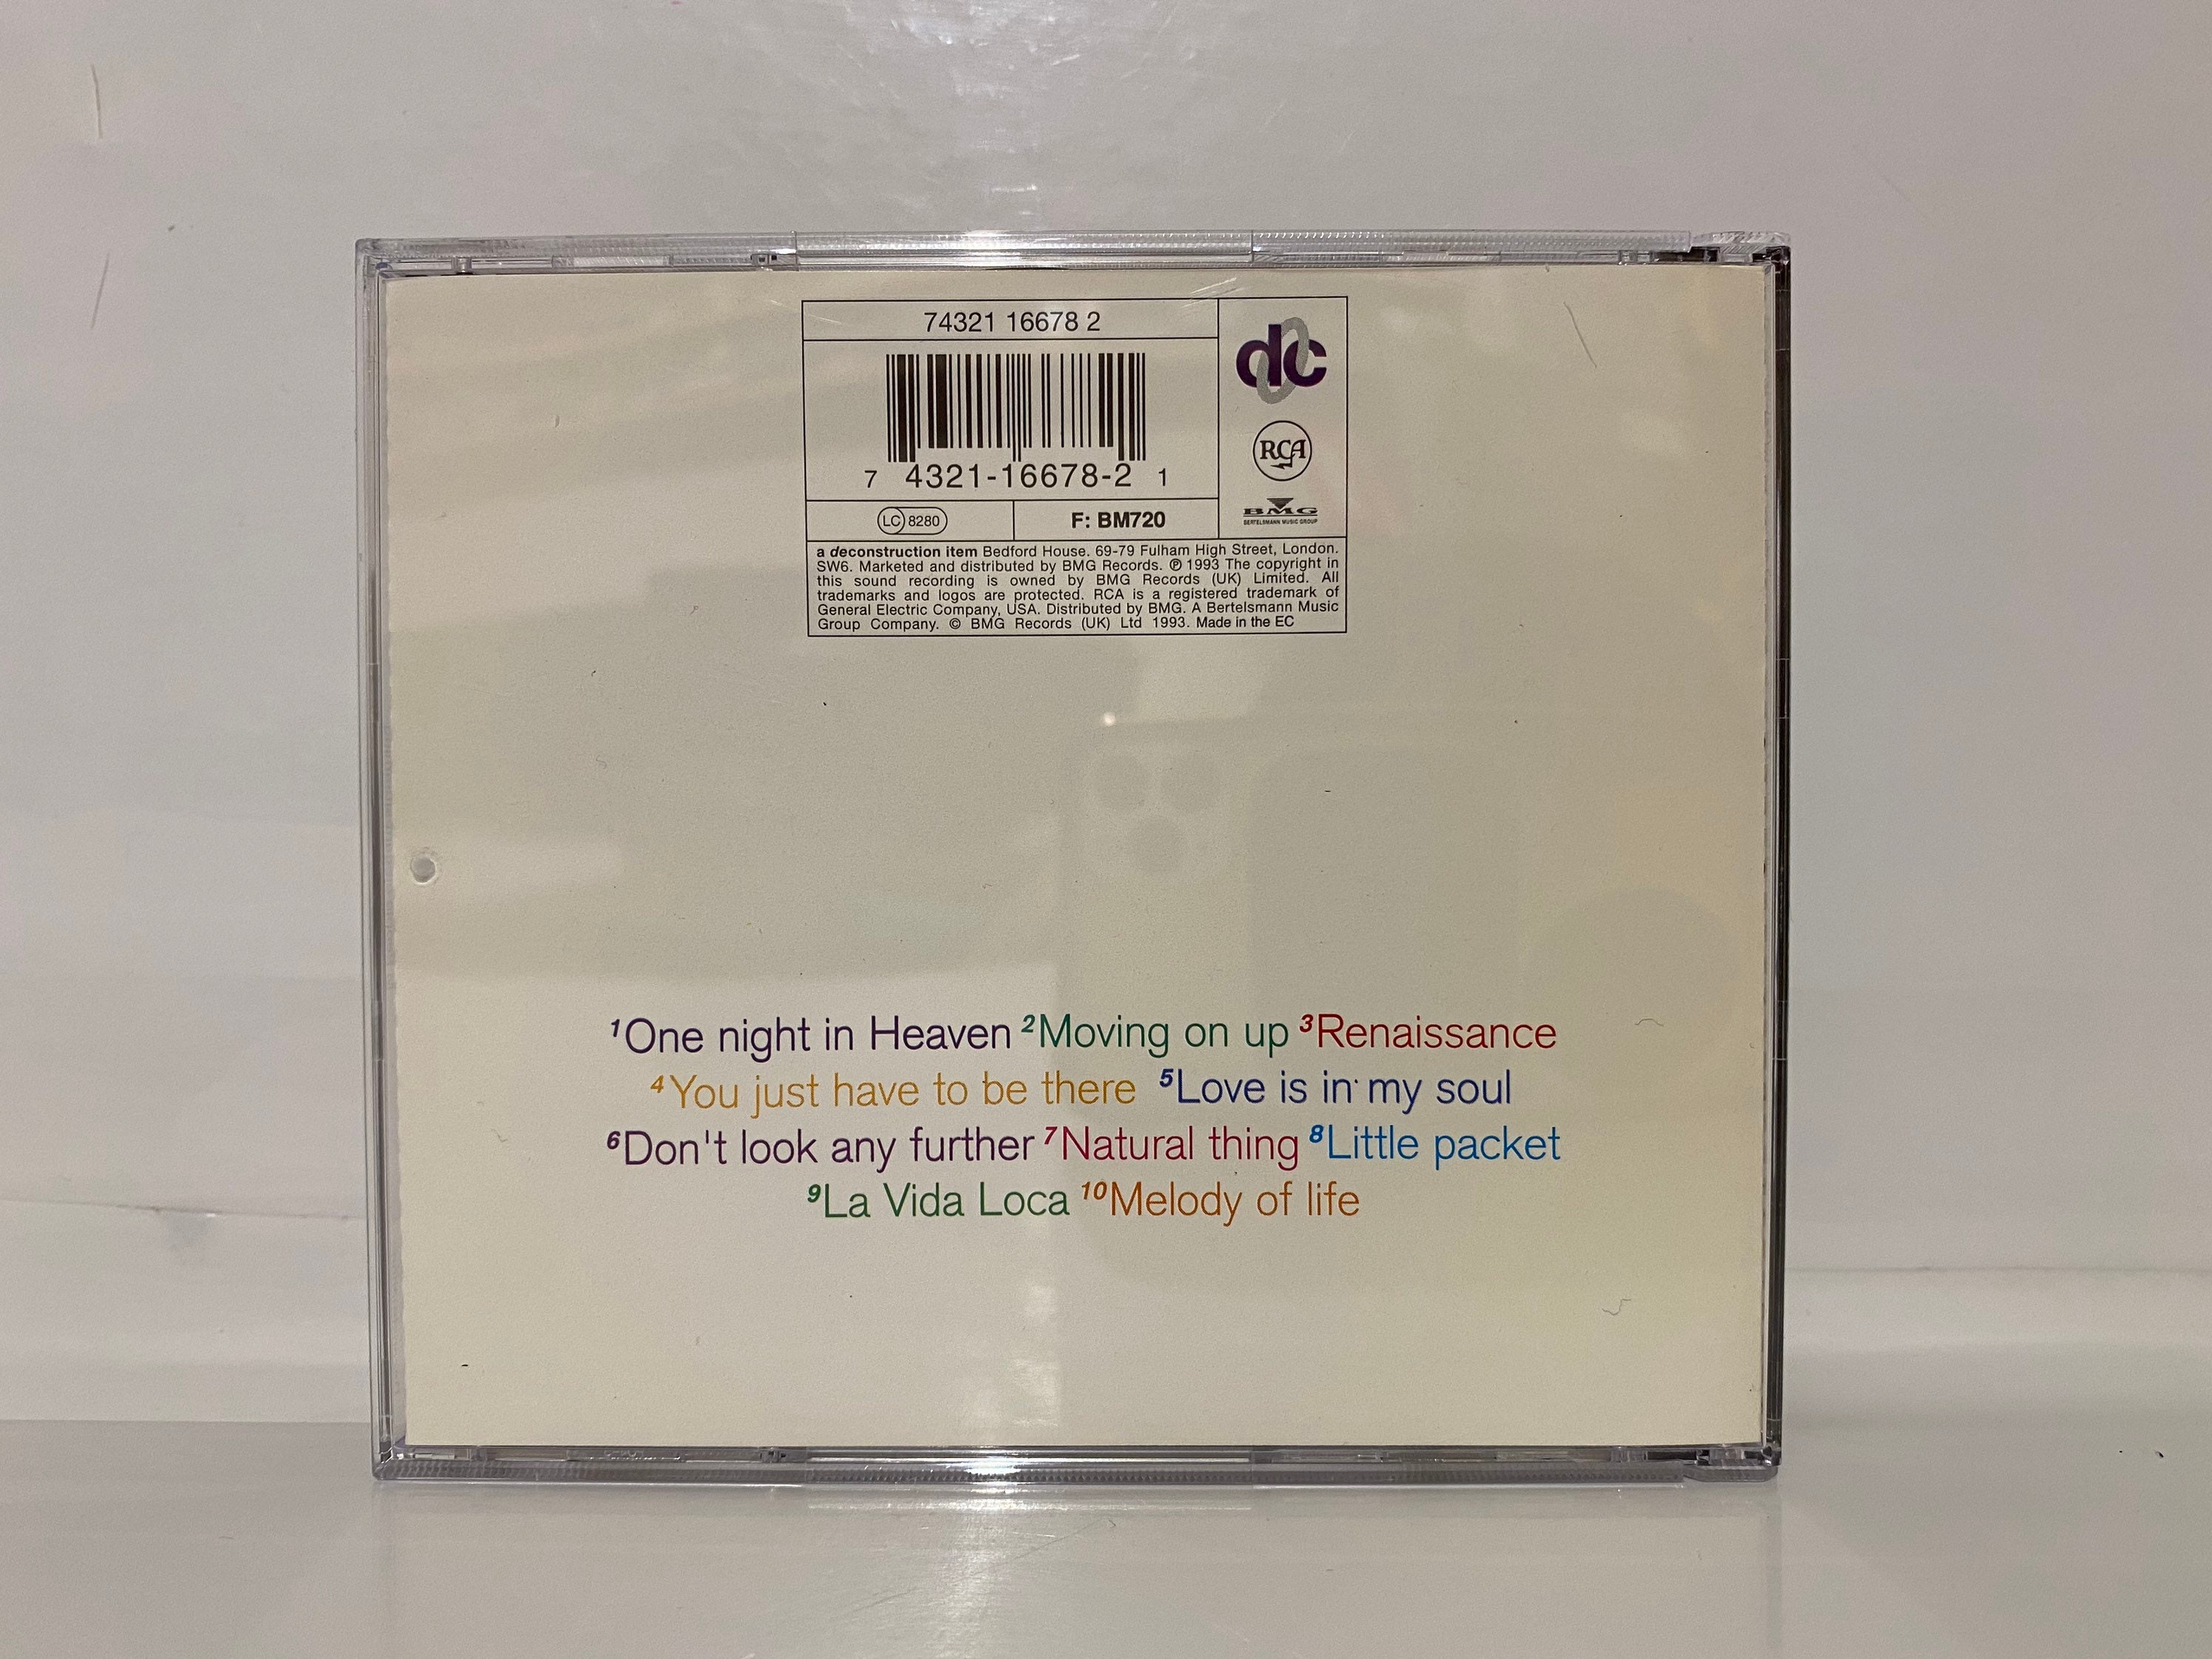 74321 16678 2
dc
RCA
7 4321-16678-2 1
BMG
BERTELSMANN MUSIC GROUP
LC 8280
F: BM720
a deconstruction item Bedford House. 69-79 Fulham High Street, London.
SW6. Marketed and distributed by BMG Records. ℗ 1993 The copyright in
this sound recording is owned by BMG Records (UK) Limited. All
trademarks and logos are protected. RCA is a registered trademark of
General Electric Company, USA. Distributed by BMG. A Bertelsmann Music
Group Company. © BMG Records (UK) Ltd 1993. Made in the EC
1One night in Heaven 2Moving on up 3Renaissance
4You just have to be there 5Love is in my soul
6Don't look any further 7Natural thing 8Little packet
9La Vida Loca 10Melody of life